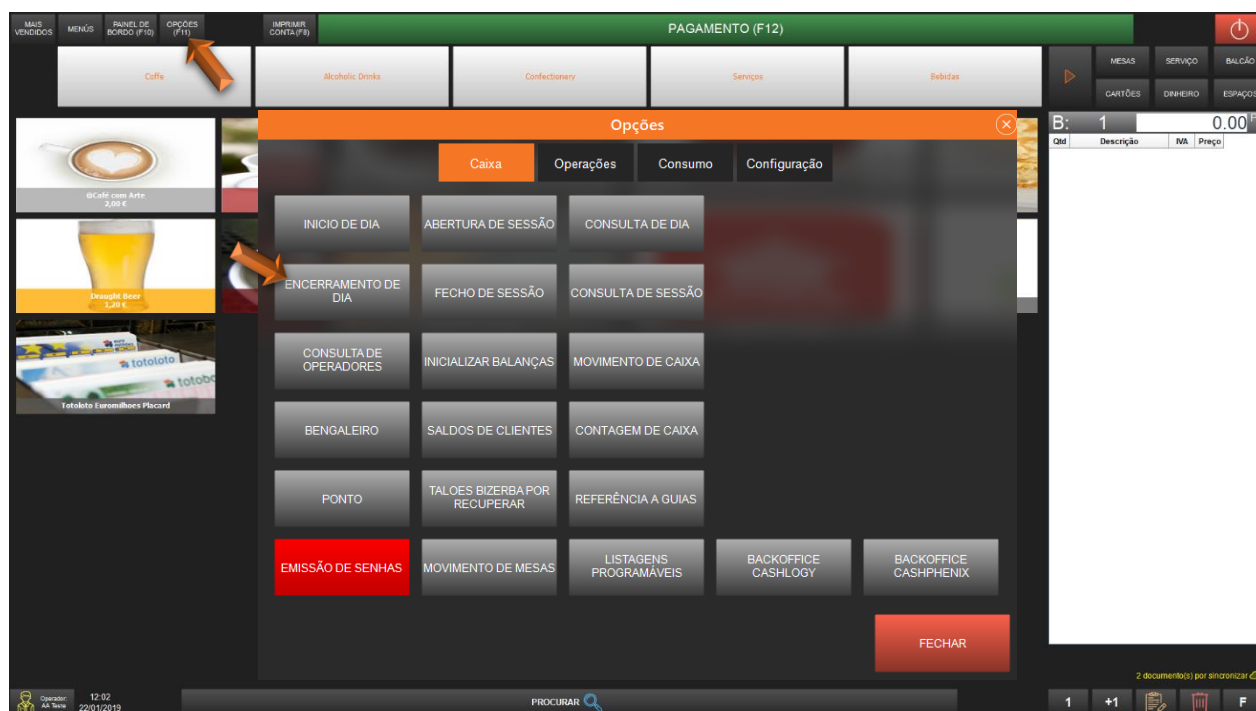 MAIS
VENDIDOS
MENÚS
PAINEL DE
BORDO (F10)
OPÇÕES
(F11)
IMPRIMIR
CONTA(F8)
PAGAMENTO (F12)
Coffe
Alcoholic Drinks
Confectionery
Serviços
Bebidas
MESAS
SERVIÇO
BALCÃO
CARTÕES
DINHEIRO
ESPAÇOS
B: 1 0.00
Qtd Descrição IVA Preço
@Café com Arte
2,00 €
Draught Beer
1,20 €
totoloto
totobo
Totoloto Euromilhoes Placard
Opções
Caixa
Operações
Consumo
Configuração
INICIO DE DIA
ABERTURA DE SESSÃO
CONSULTA DE DIA
ENCERRAMENTO DE
DIA
FECHO DE SESSÃO
CONSULTA DE SESSÃO
CONSULTA DE
OPERADORES
INICIALIZAR BALANÇAS
MOVIMENTO DE CAIXA
BENGALEIRO
SALDOS DE CLIENTES
CONTAGEM DE CAIXA
PONTO
TALOES BIZERBA POR
RECUPERAR
REFERÊNCIA A GUIAS
EMISSÃO DE SENHAS
MOVIMENTO DE MESAS
LISTAGENS
PROGRAMÁVEIS
BACKOFFICE
CASHLOGY
BACKOFFICE
CASHPHENIX
FECHAR
2 documento(s) por sincronizar
Operador:
AA Teste
12:02
22/01/2019
PROCURAR
1
+1
F